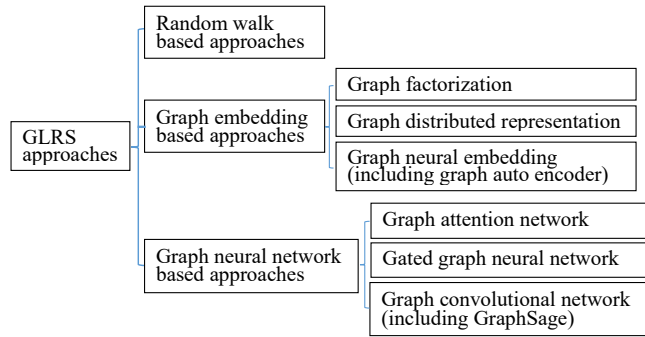 GLRS
approaches
Random walk
based approaches
Graph embedding
based approaches
Graph factorization
Graph distributed representation
Graph neural embedding
(including graph auto encoder)
Graph neural network
based approaches
Graph attention network
Gated graph neural network
Graph convolutional network
(including GraphSage)